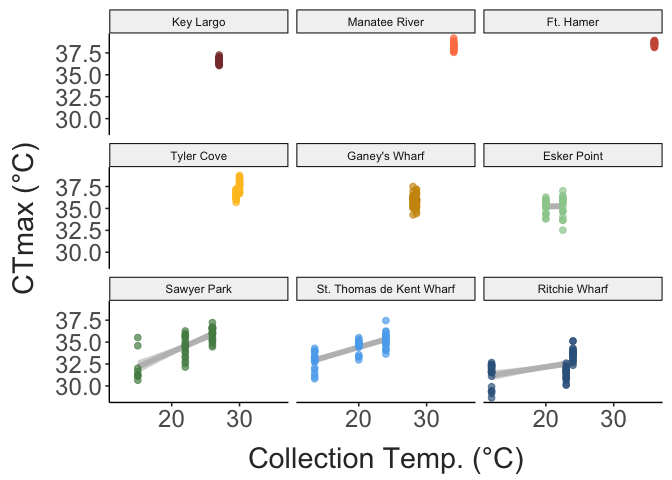 Key Largo Manatee River Ft. Hamer
37.5
35.0
32.5
30.0
Tyler Cove Ganey's Wharf Esker Point
37.5
35.0
32.5
30.0
Sawyer Park St. Thomas de Kent Wharf Ritchie Wharf
37.5
35.0
32.5
30.0
20 30 20 30 20 30
CTmax (°C)
Collection Temp. (°C)